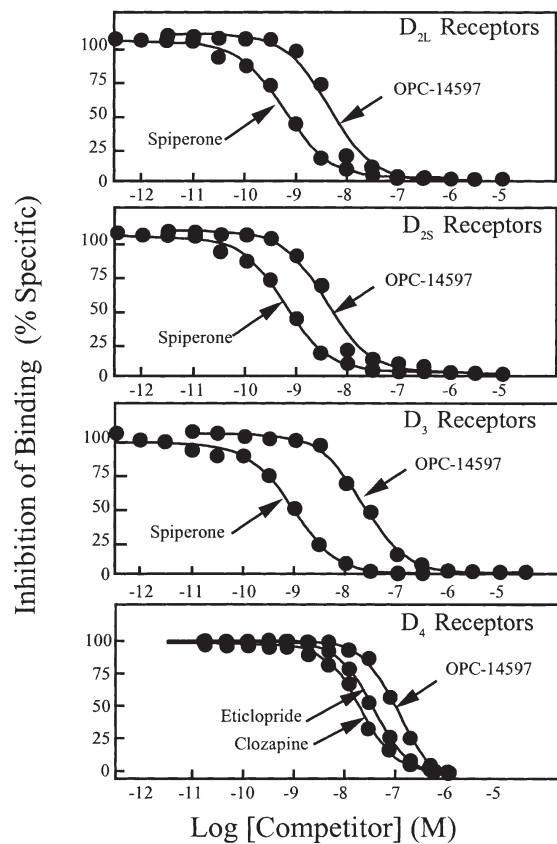 Inhibition of Binding (% Specific)
D2L Receptors
100
75
50
25
0
OPC-14597
Spiperone
-12 -11 -10 -9 -8 -7 -6 -5
D2S Receptors
100
75
50
25
0
OPC-14597
Spiperone
-12 -11 -10 -9 -8 -7 -6 -5
D3 Receptors
100
75
50
25
0
OPC-14597
Spiperone
-12 -11 -10 -9 -8 -7 -6 -5
D4 Receptors
100
75
50
25
0
OPC-14597
Eticlopride
Clozapine
-12 -11 -10 -9 -8 -7 -6 -5
Log [Competitor] (M)